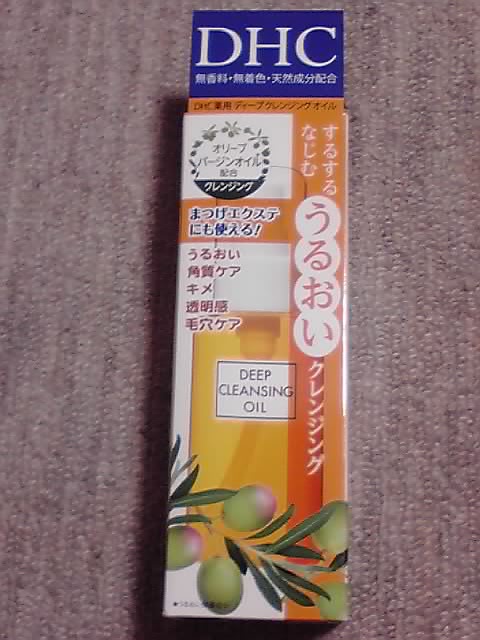 DHC
無香料・無着色・天然成分配合
DHC 薬用 ディープクレンジングオイル
オリーブ
バージンオイル
配合
クレンジング
するする
なじむ
うるおい
クレンジング
まつげエクステ
にも使える!
うるおい
角質ケア
キメ
透明感
毛穴ケア
DEEP
CLEANSING
OIL